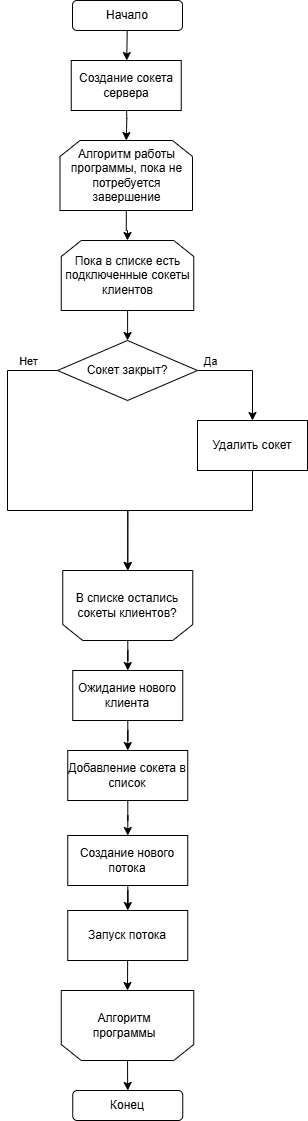 Начало
Создание сокета
сервера
Алгоритм работы
программы, пока не
потребуется
завершение
Пока в списке есть
подключенные сокеты
клиентов
Нет
Сокет закрыт?
Да
Удалить сокет
В списке остались
сокеты клиентов?
Ожидание нового
клиента
Добавление сокета в
список
Создание нового
потока
Запуск потока
Алгоритм
программы
Конец